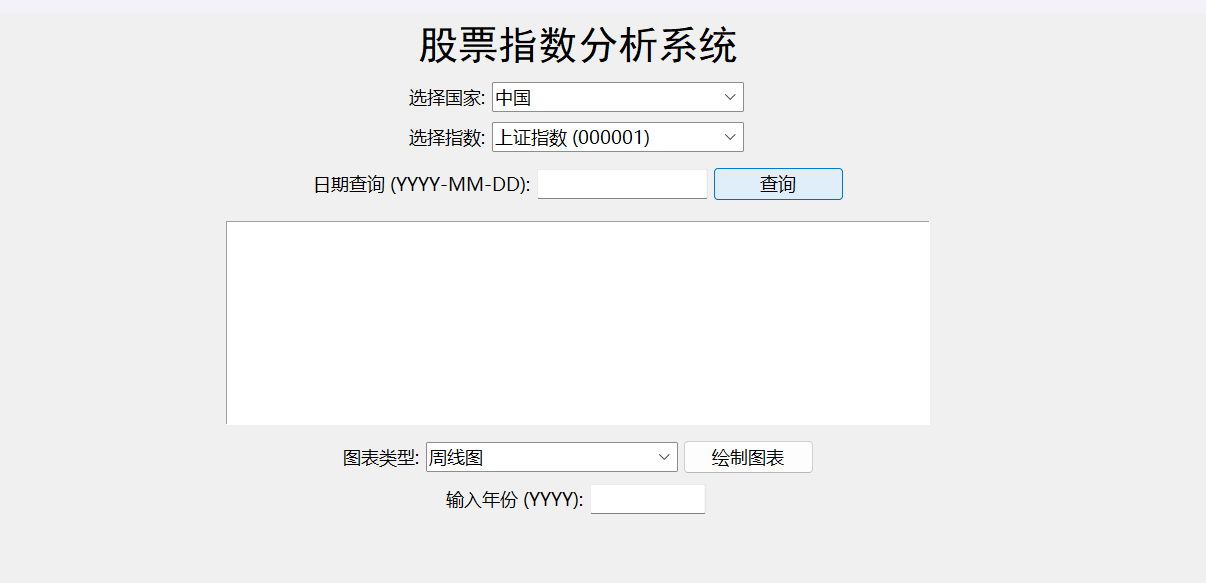 股票指数分析系统
选择国家: 中国
选择指数: 上证指数 (000001)
日期查询 (YYYY-MM-DD): 查询
图表类型: 周线图 绘制图表
输入年份 (YYYY):